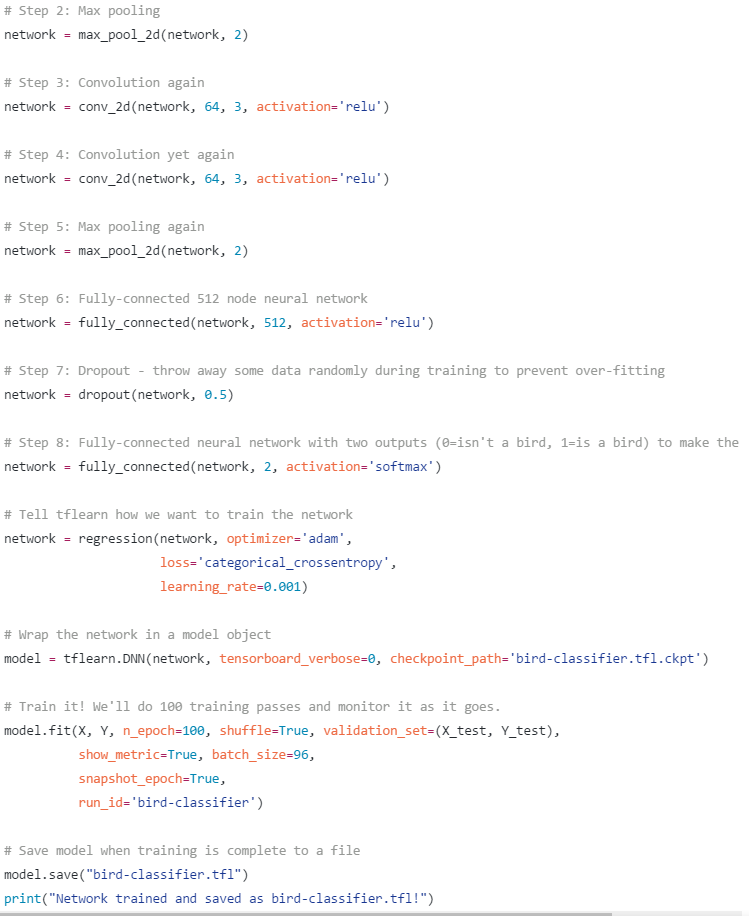 # Step 2: Max pooling
network = max_pool_2d(network, 2)
# Step 3: Convolution again
network = conv_2d(network, 64, 3, activation='relu')
# Step 4: Convolution yet again
network = conv_2d(network, 64, 3, activation='relu')
# Step 5: Max pooling again
network = max_pool_2d(network, 2)
# Step 6: Fully-connected 512 node neural network
network = fully_connected(network, 512, activation='relu')
# Step 7: Dropout - throw away some data randomly during training to prevent over-fitting
network = dropout(network, 0.5)
# Step 8: Fully-connected neural network with two outputs (0=isn't a bird, 1=is a bird) to make the
network = fully_connected(network, 2, activation='softmax')
# Tell tflearn how we want to train the network
network = regression(network, optimizer='adam',
                     loss='categorical_crossentropy',
                     learning_rate=0.001)
# Wrap the network in a model object
model = tflearn.DNN(network, tensorboard_verbose=0, checkpoint_path='bird-classifier.tfl.ckpt')
# Train it! We'll do 100 training passes and monitor it as it goes.
model.fit(X, Y, n_epoch=100, shuffle=True, validation_set=(X_test, Y_test),
          show_metric=True, batch_size=96,
          snapshot_epoch=True,
          run_id='bird-classifier')
# Save model when training is complete to a file
model.save("bird-classifier.tfl")
print("Network trained and saved as bird-classifier.tfl!")